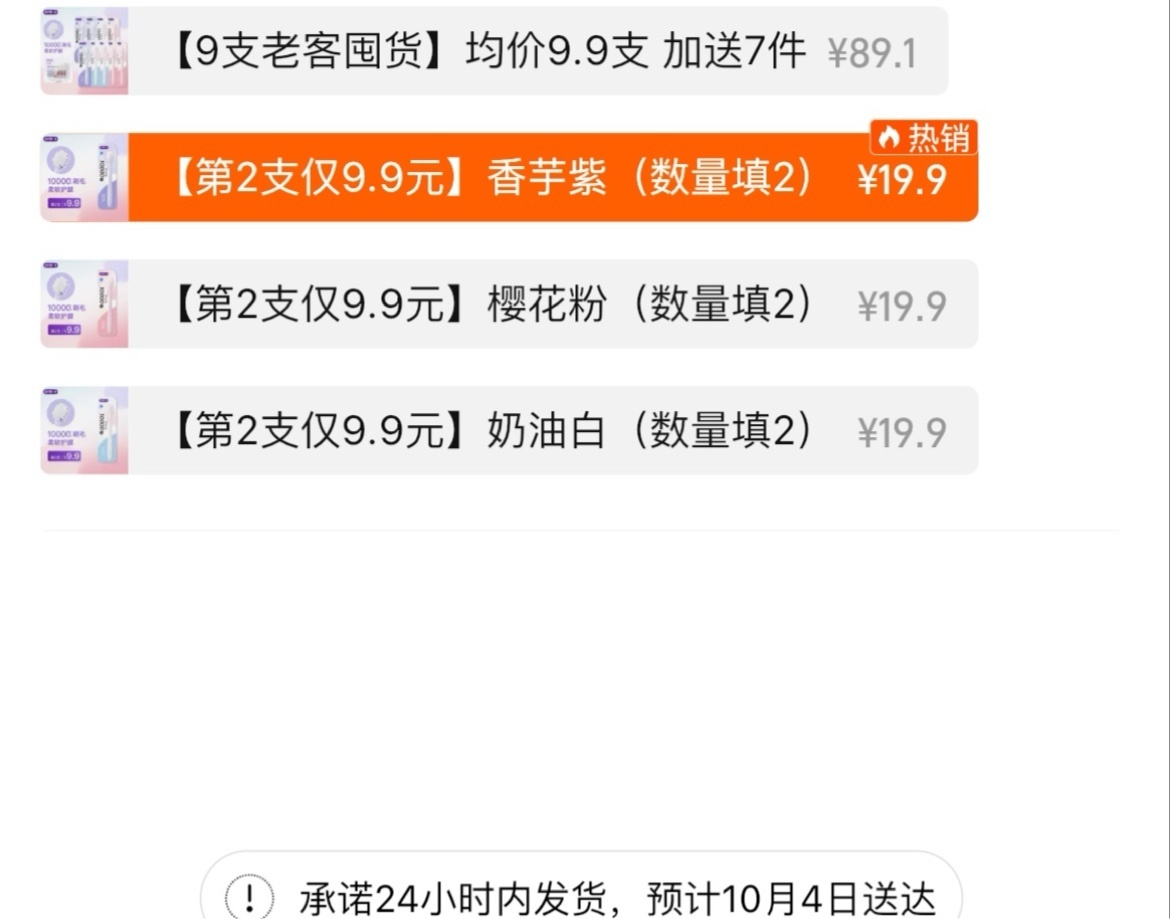 【9支老客囤货】均价9.9支 加送7件 ¥89.1
热销
【第2支仅9.9元】香芋紫（数量填2） ¥19.9
【第2支仅9.9元】樱花粉（数量填2） ¥19.9
【第2支仅9.9元】奶油白（数量填2） ¥19.9
承诺24小时内发货，预计10月4日送达